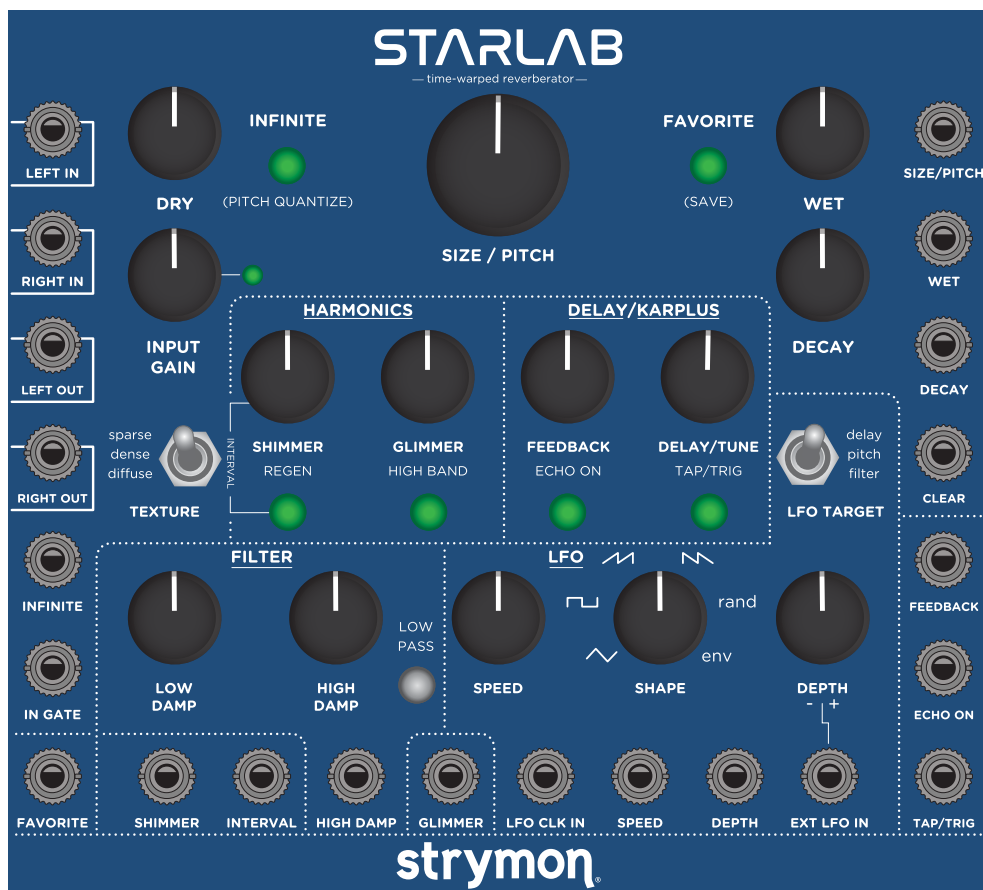 STARLAB
time-warped reverberator
LEFT IN
DRY
INFINITE
(PITCH QUANTIZE)
SIZE / PITCH
FAVORITE
(SAVE)
WET
SIZE/PITCH
RIGHT IN
INPUT
GAIN
DECAY
WET
HARMONICS
DELAY/KARPLUS
LEFT OUT
DECAY
sparse
dense
diffuse
TEXTURE
INTERVAL
SHIMMER
REGEN
GLIMMER
HIGH BAND
FEEDBACK
ECHO ON
DELAY/TUNE
TAP/TRIG
delay
pitch
filter
LFO TARGET
RIGHT OUT
CLEAR
FILTER
LFO
INFINITE
LOW
DAMP
HIGH
DAMP
LOW
PASS
SPEED
SHAPE
rand
env
DEPTH
- +
FEEDBACK
IN GATE
ECHO ON
FAVORITE
SHIMMER
INTERVAL
HIGH DAMP
GLIMMER
LFO CLK IN
SPEED
DEPTH
EXT LFO IN
TAP/TRIG
strymon®